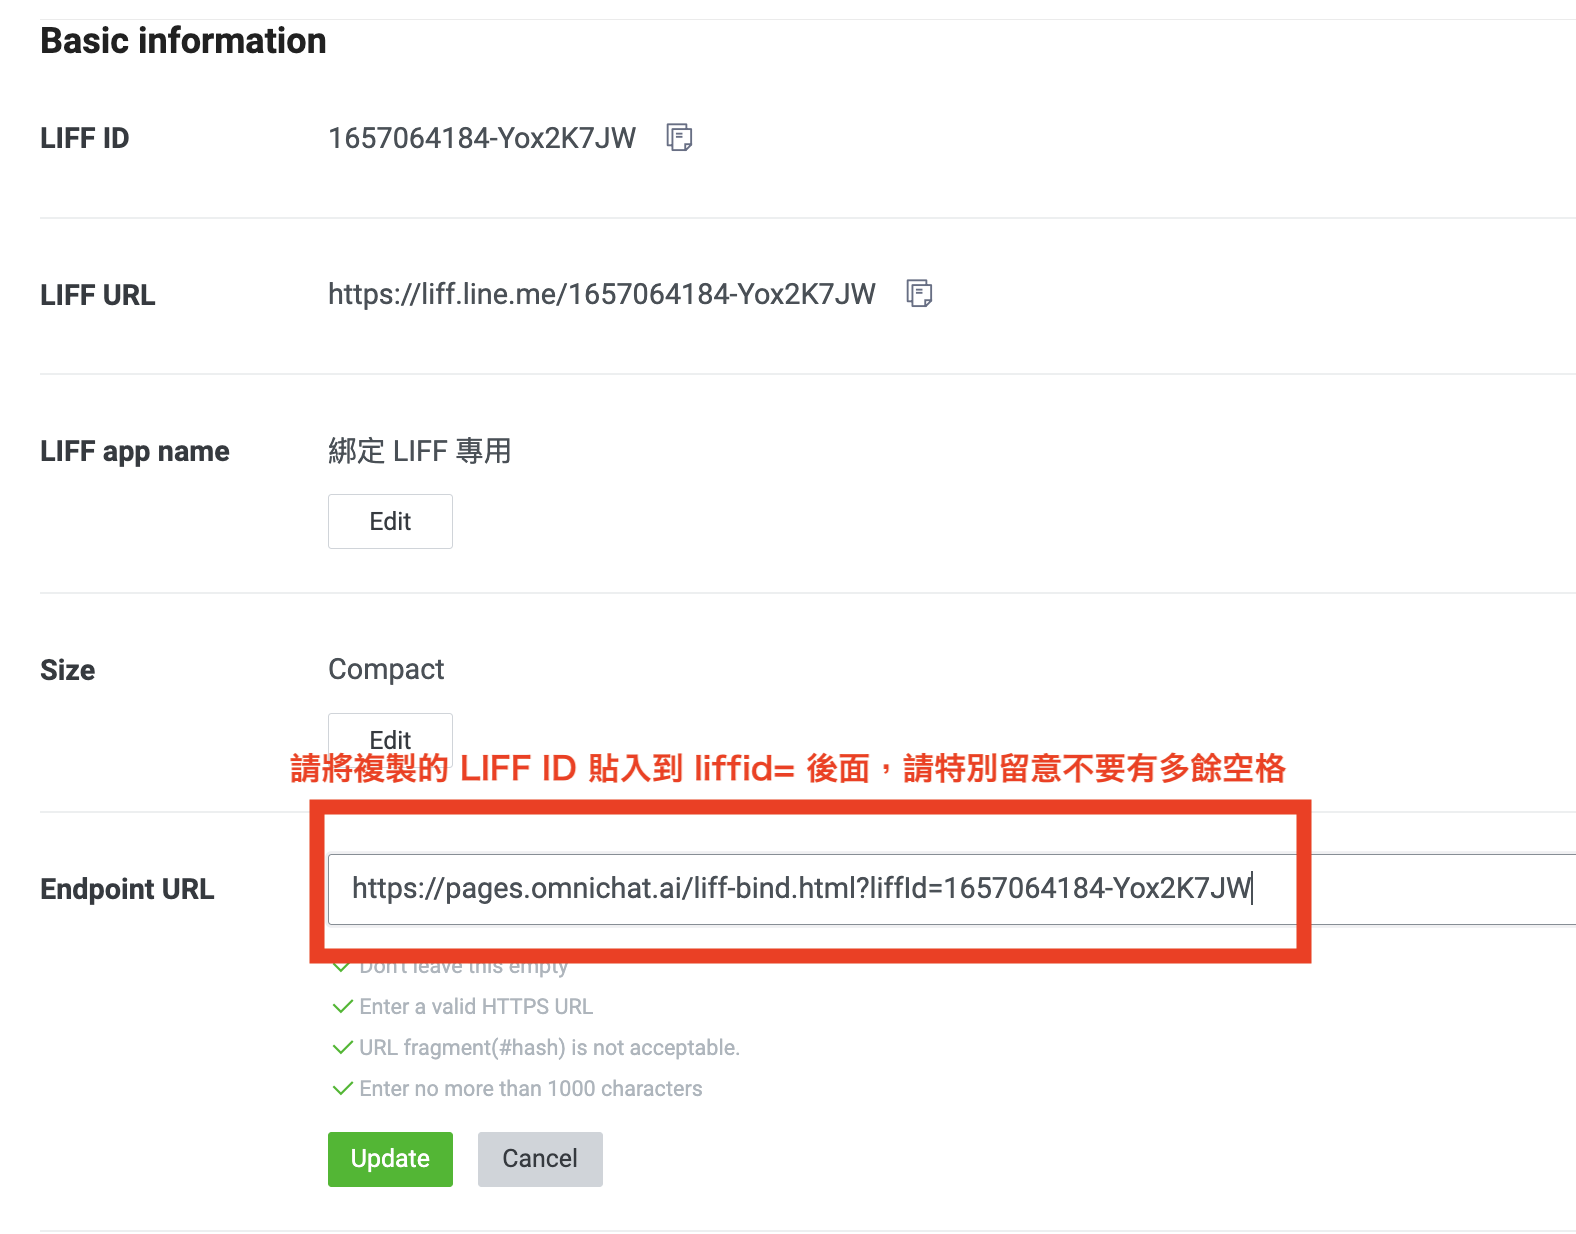 Basic information
LIFF ID
1657064184-Yox2K7JW
LIFF URL
https://liff.line.me/1657064184-Yox2K7JW
LIFF app name
綁定 LIFF 專用
Edit
Size
Compact
Edit
請將複製的 LIFF ID 貼入到 liffid= 後面，請特別留意不要有多餘空格
Endpoint URL
https://pages.omnichat.ai/liff-bind.html?liffId=1657064184-Yox2K7JW
Don't leave this empty
Enter a valid HTTPS URL
URL fragment(#hash) is not acceptable.
Enter no more than 1000 characters
Update
Cancel